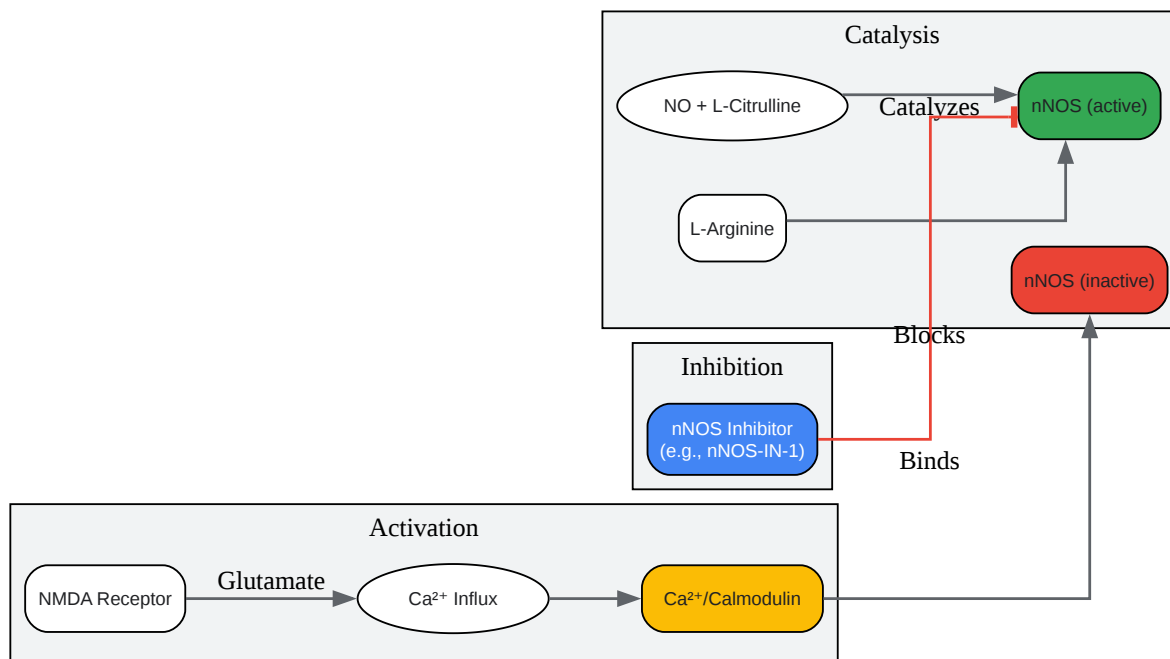 Catalysis
NO + L-Citrulline
Catalyzes
nNOS (active)
L-Arginine
nNOS (inactive)
Blocks
Inhibition
nNOS Inhibitor
(e.g., nNOS-IN-1)
Binds
Activation
NMDA Receptor
Glutamate
Ca²⁺ Influx
Ca²⁺/Calmodulin